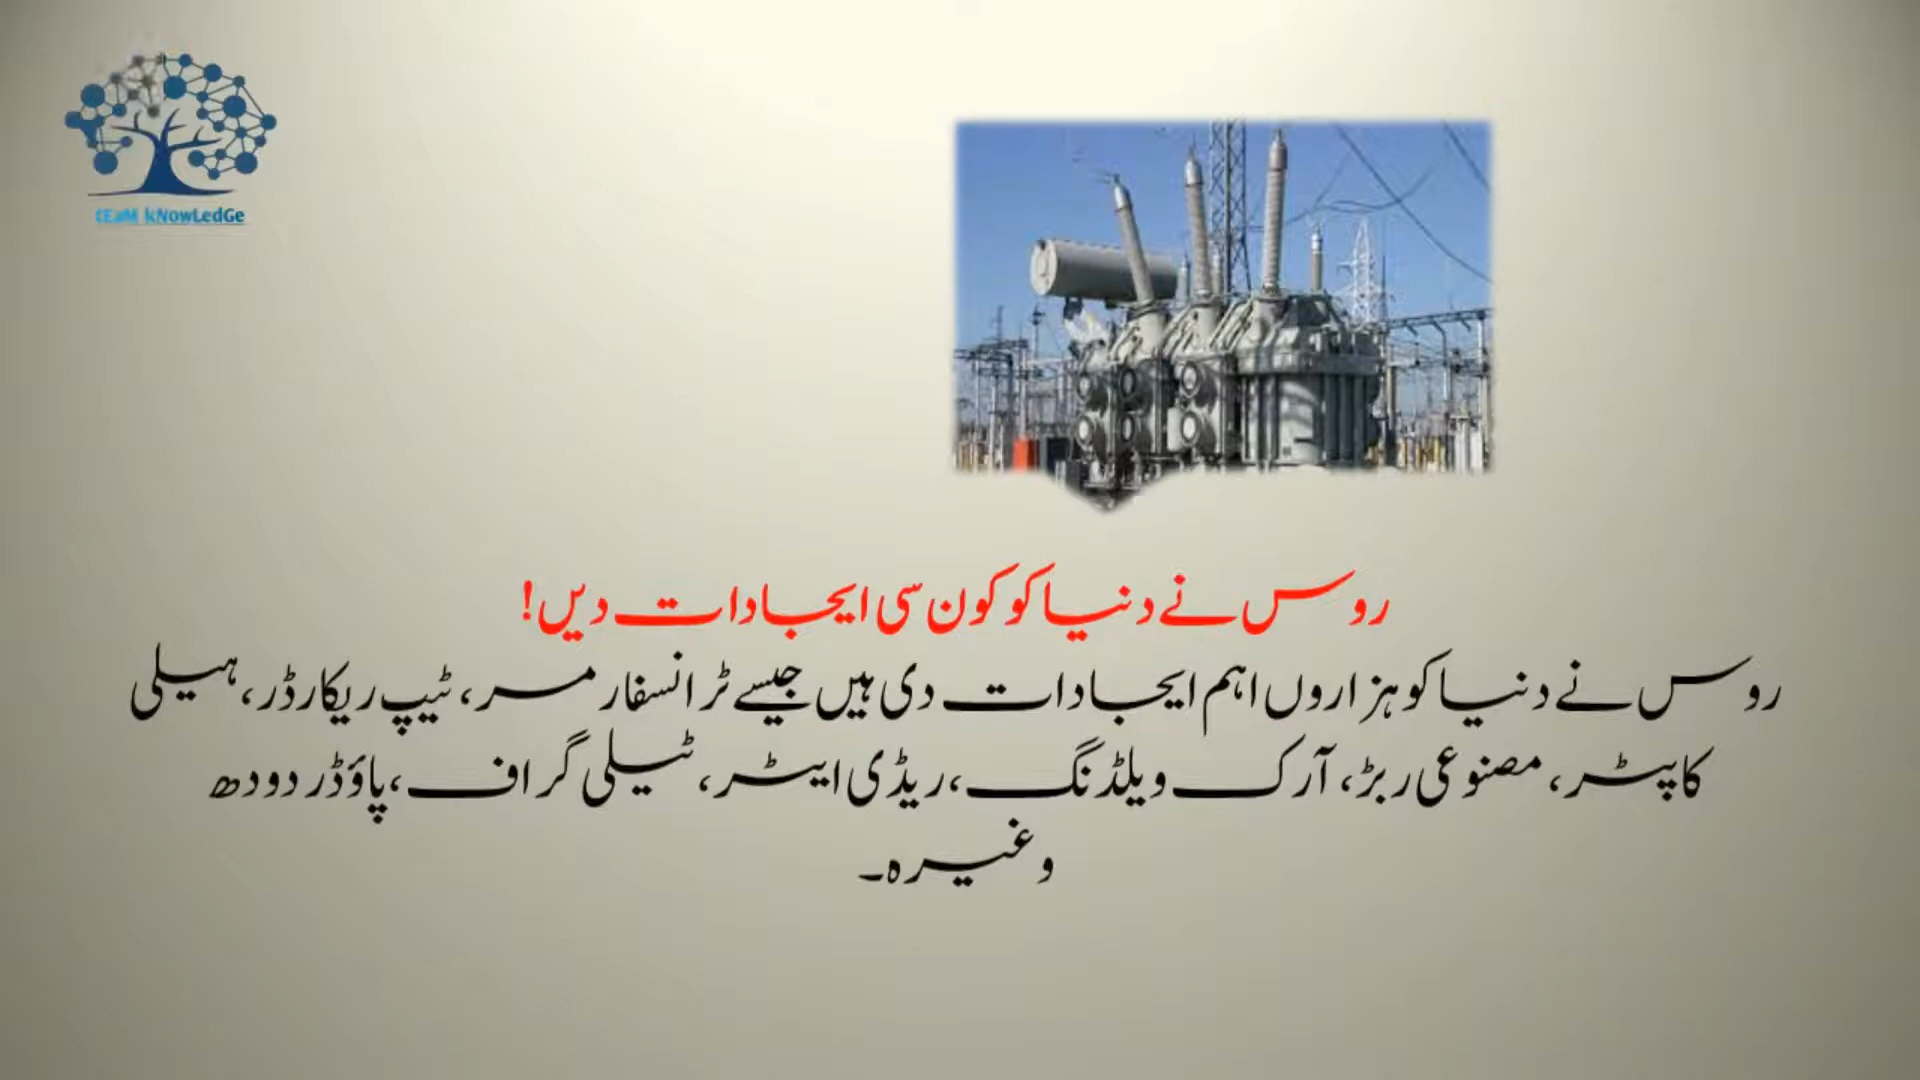 tEaM kNowLedGe
روس نے دنیا کو کون سی ایجادات دیں!
روس نے دنیا کو ہزاروں اہم ایجادات دی ہیں جیسے ٹرانسفارمر، ٹیپ ریکارڈر، ہیلی
کاپٹر، مصنوعی ربڑ، آرک ویلڈنگ، ریڈی ایٹر، ٹیلی گراف، پاؤڈر دودھ
وغیرہ۔